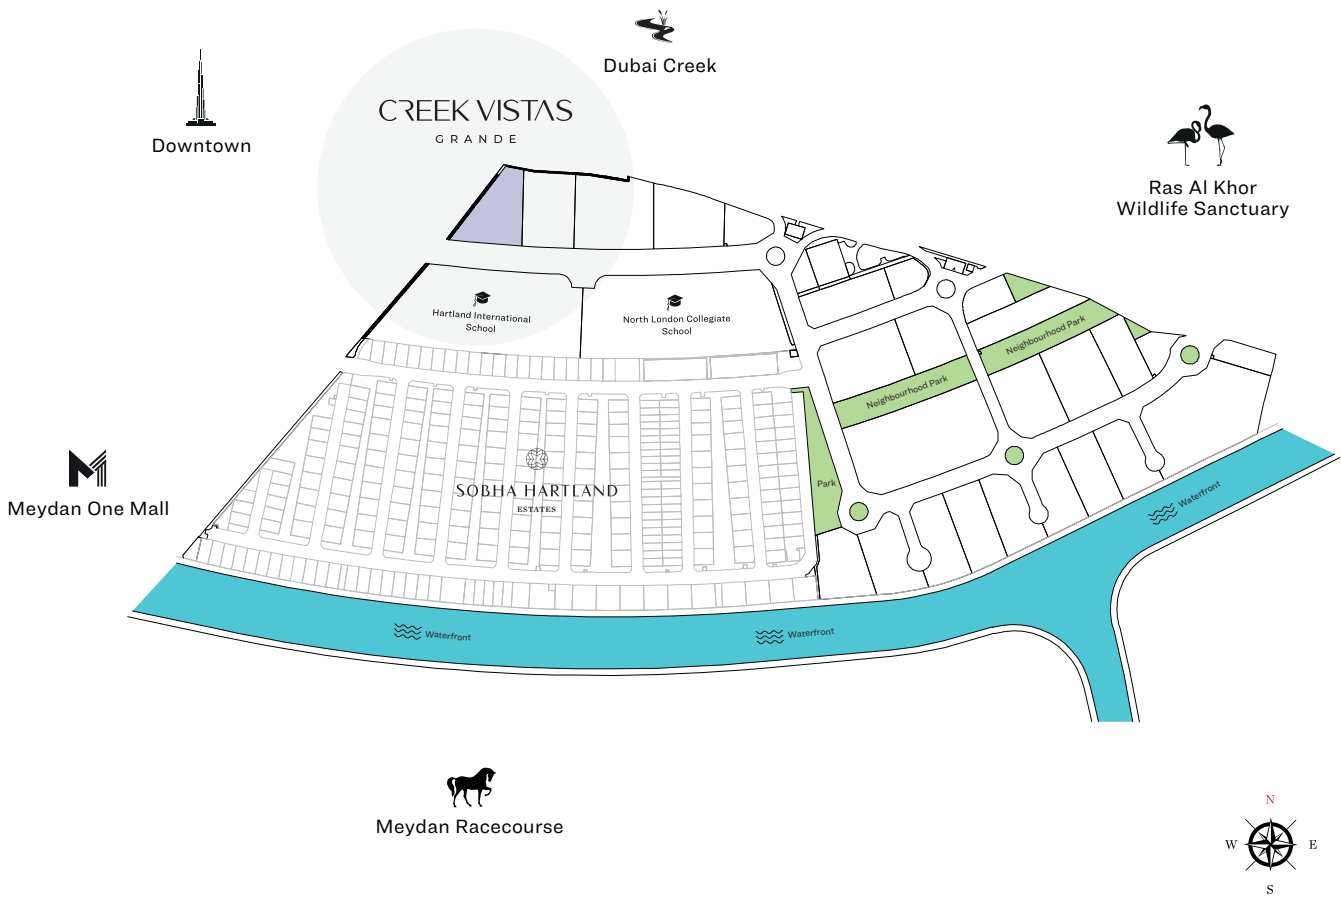 Dubai Creek
CREEK VISTAS
GRANDE
Downtown
Ras Al Khor
Wildlife Sanctuary
Hartland International
School
North London Collegiate
School
Neighbourhood Park
Neighbourhood Park
Park
Meydan One Mall
SOBHA HARTLAND
ESTATES
Waterfront
Waterfront
Waterfront
Meydan Racecourse
N
W
E
S